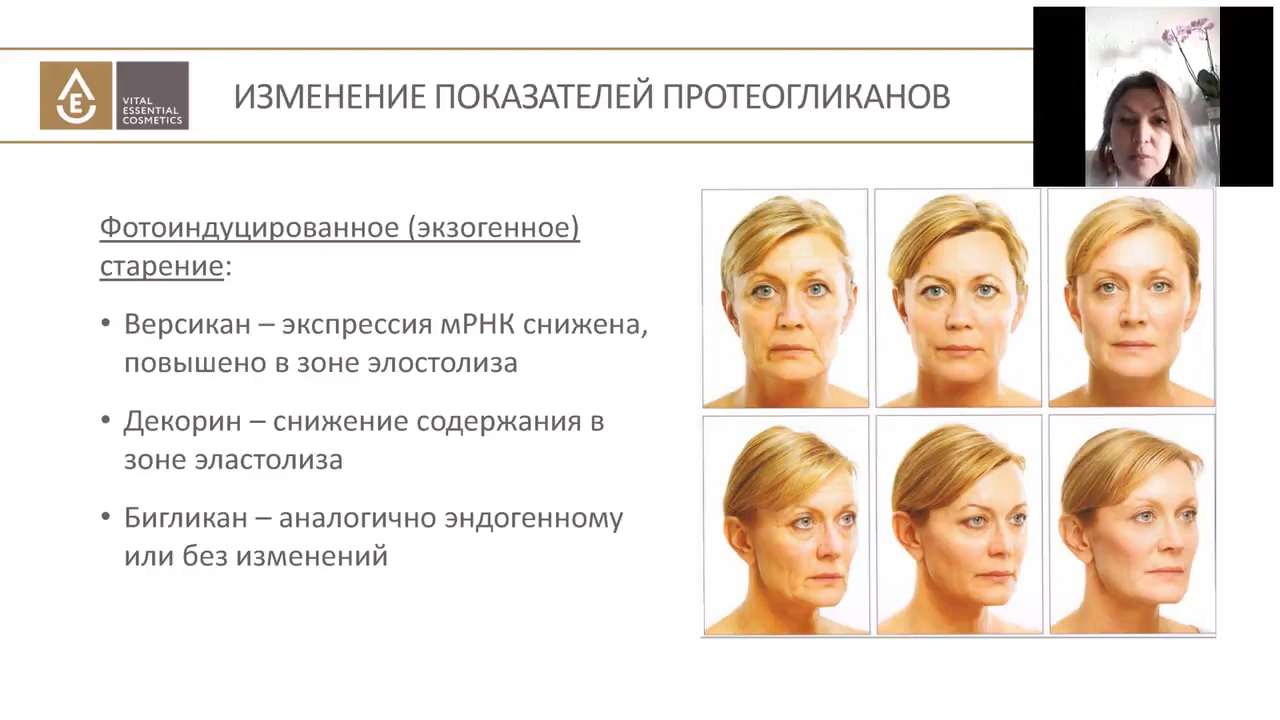 VITAL
ESSENTIAL
COSMETICS
ИЗМЕНЕНИЕ ПОКАЗАТЕЛЕЙ ПРОТЕОГЛИКАНОВ
Фотоиндуцированное (экзогенное)
старение:
• Версикан – экспрессия мРНК снижена,
повышено в зоне элостолиза
• Декорин – снижение содержания в
зоне эластолиза
• Бигликан – аналогично эндогенному
или без изменений